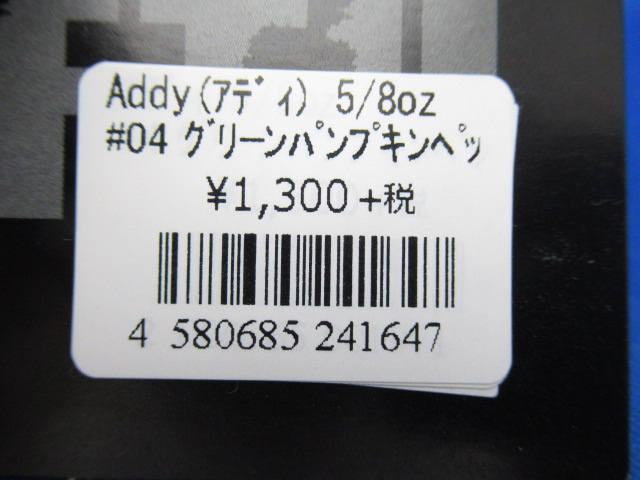 Addy(ｱﾃﾞｨ) 5/8oz
#04 ｸﾞﾘｰﾝﾊﾟﾝﾌﾟｷﾝﾍﾟｯ
¥1,300+税
4 580685 241647